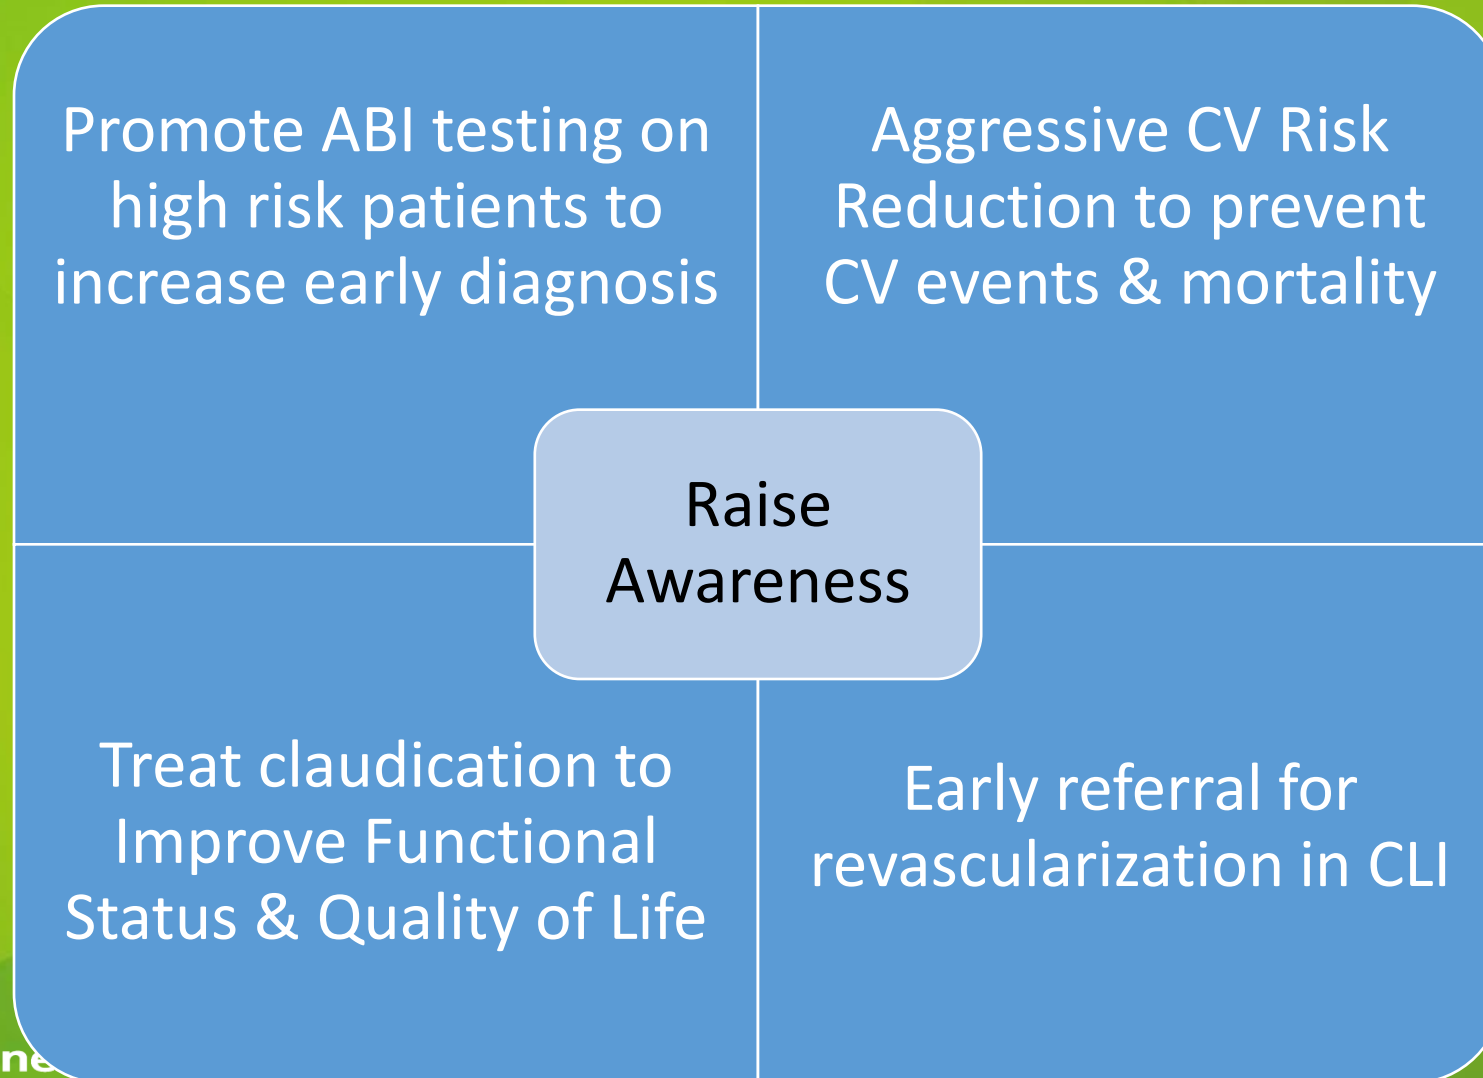 Promote ABI testing on
high risk patients to
increase early diagnosis
Aggressive CV Risk
Reduction to prevent
CV events & mortality
Raise
Awareness
Treat claudication to
Improve Functional
Status & Quality of Life
Early referral for
revascularization in CLI